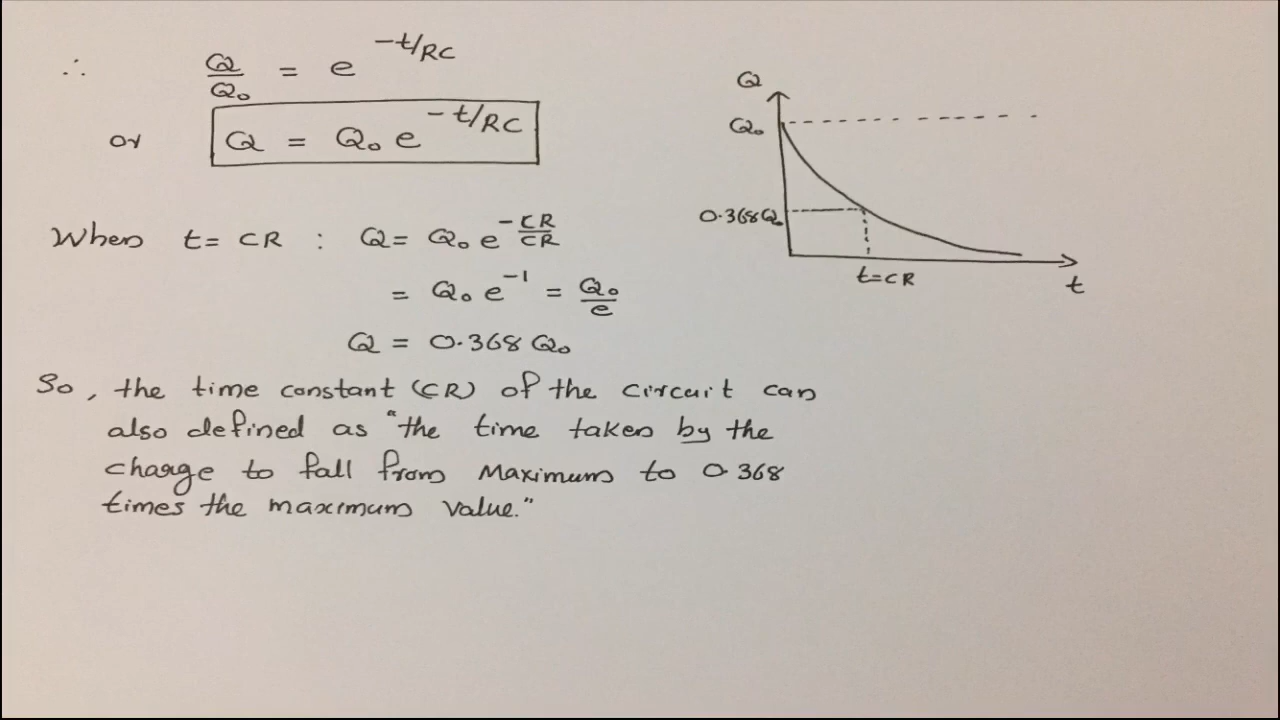 ∴ Q/Q₀ = e^(-t/RC)
or Q = Q₀ e^(-t/RC)
When t = CR : Q = Q₀ e^(-CR/CR)
= Q₀ e^(-1) = Q₀/e
Q = 0.368 Q₀
So, the time constant (CR) of the circuit can
also defined as "the time taken by the
charge to fall from Maximum to 0.368
times the maximum value."
Q
Q₀
0.368Q₀
t=CR
t